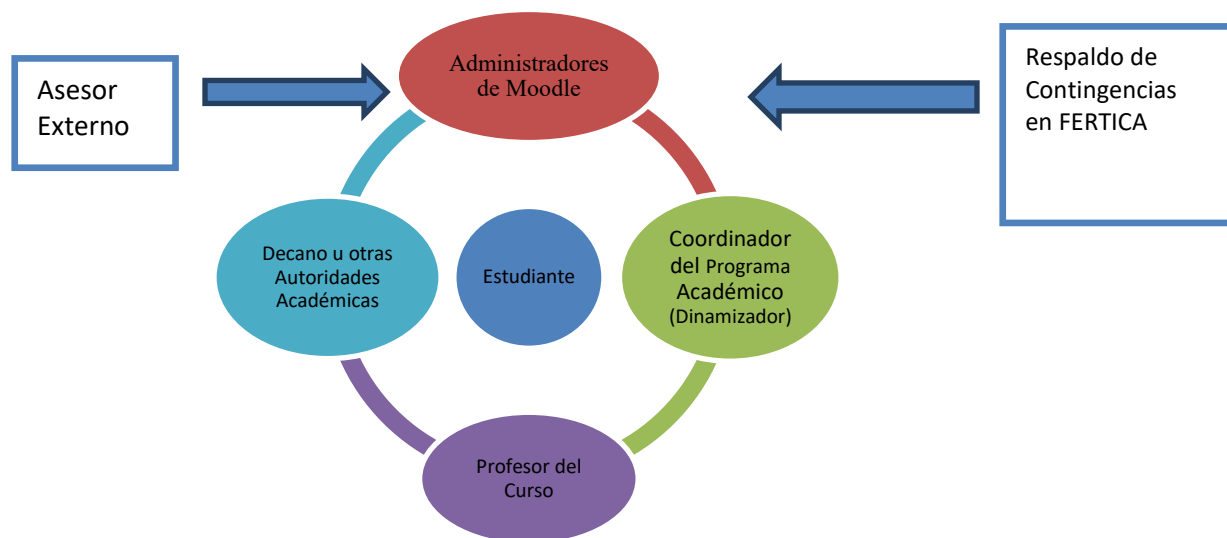 Asesor
Externo
Administradores
de Moodle
Respaldo de
Contingencias
en FERTICA
Decano u otras
Autoridades
Académicas
Estudiante
Coordinador
del Programa
Académico
(Dinamizador)
Profesor del
Curso